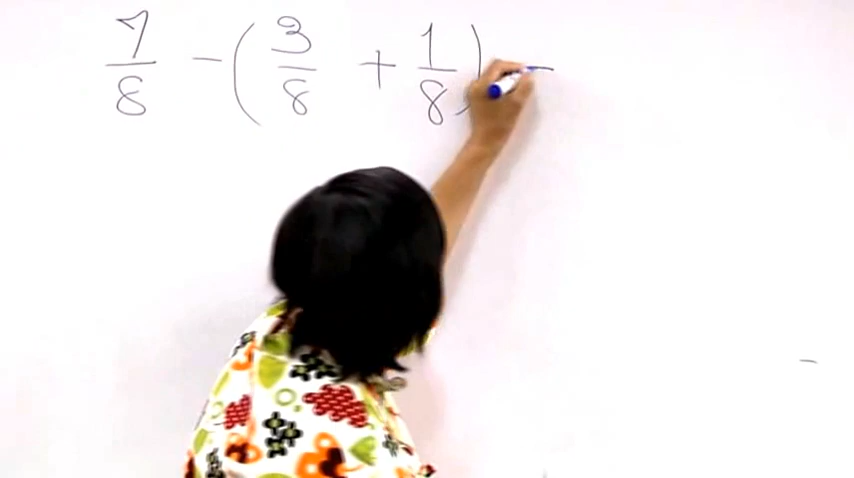 7/8 - (3/8 + 1/8) =